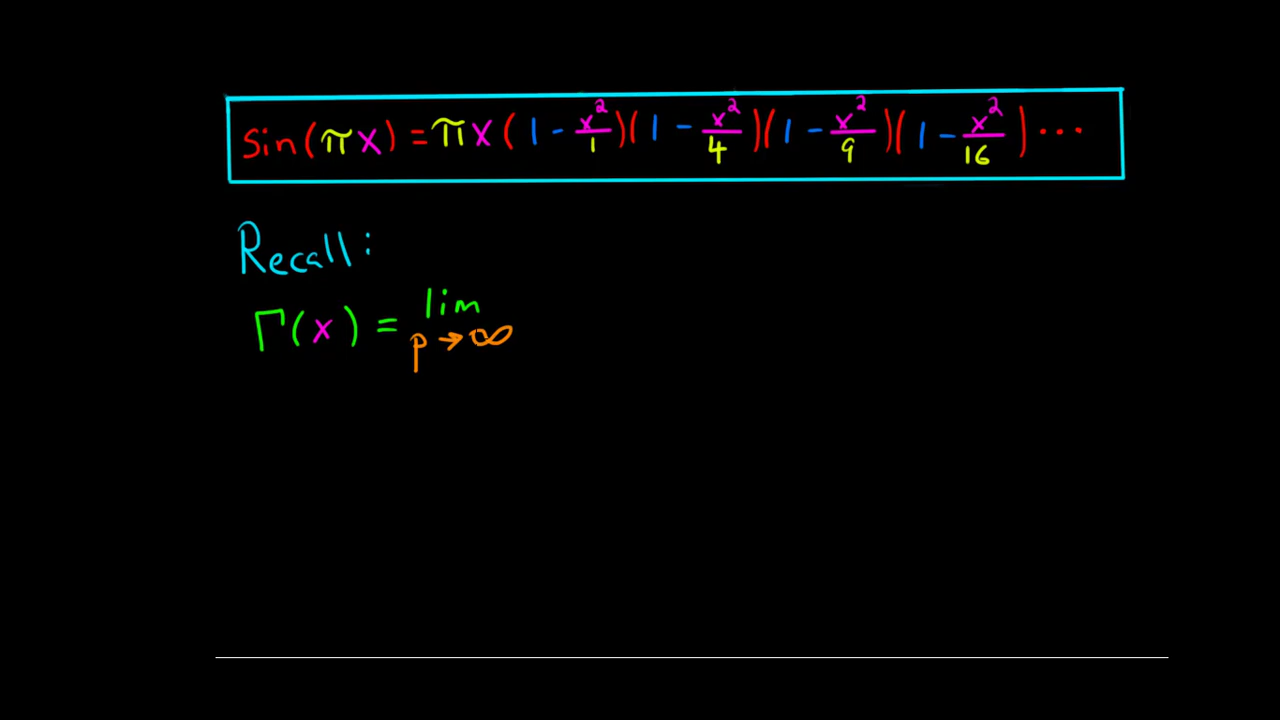 Sin(πx) = πx(1 - x²/1)(1 - x²/4)(1 - x²/9)(1 - x²/16)...
Recall:
Γ(x) = lim p→∞